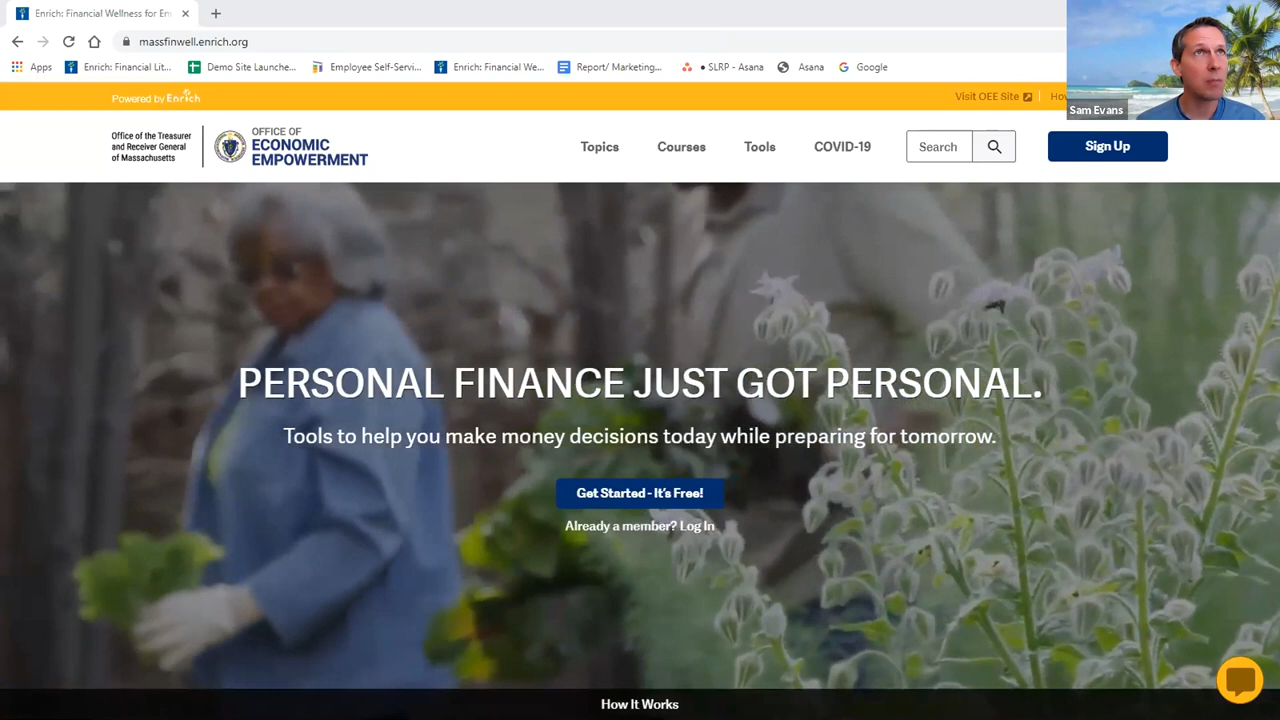 Enrich: Financial Wellness for En
massfinwell.enrich.org
Apps Enrich: Financial Lit... Demo Site Launche... Employee Self-Servi... Enrich: Financial We... Report/ Marketing... • SLRP - Asana Asana Google
Powered by Enrich
Visit OEE Site
Sam Evans
Office of the Treasurer
and Receiver General
of Massachusetts
OFFICE OF
ECONOMIC
EMPOWERMENT
Topics Courses Tools COVID-19 Search Sign Up
PERSONAL FINANCE JUST GOT PERSONAL.
Tools to help you make money decisions today while preparing for tomorrow.
Get Started - It's Free!
Already a member? Log In
How It Works